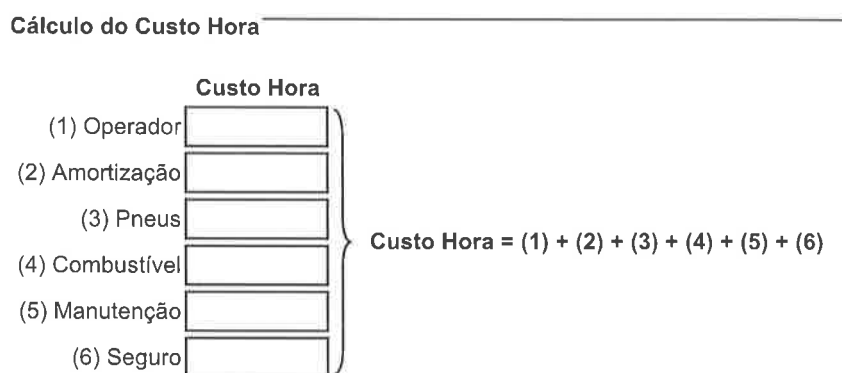 Cálculo do Custo Hora
Custo Hora
(1) Operador
(2) Amortização
(3) Pneus
(4) Combustível
(5) Manutenção
(6) Seguro
Custo Hora = (1) + (2) + (3) + (4) + (5) + (6)